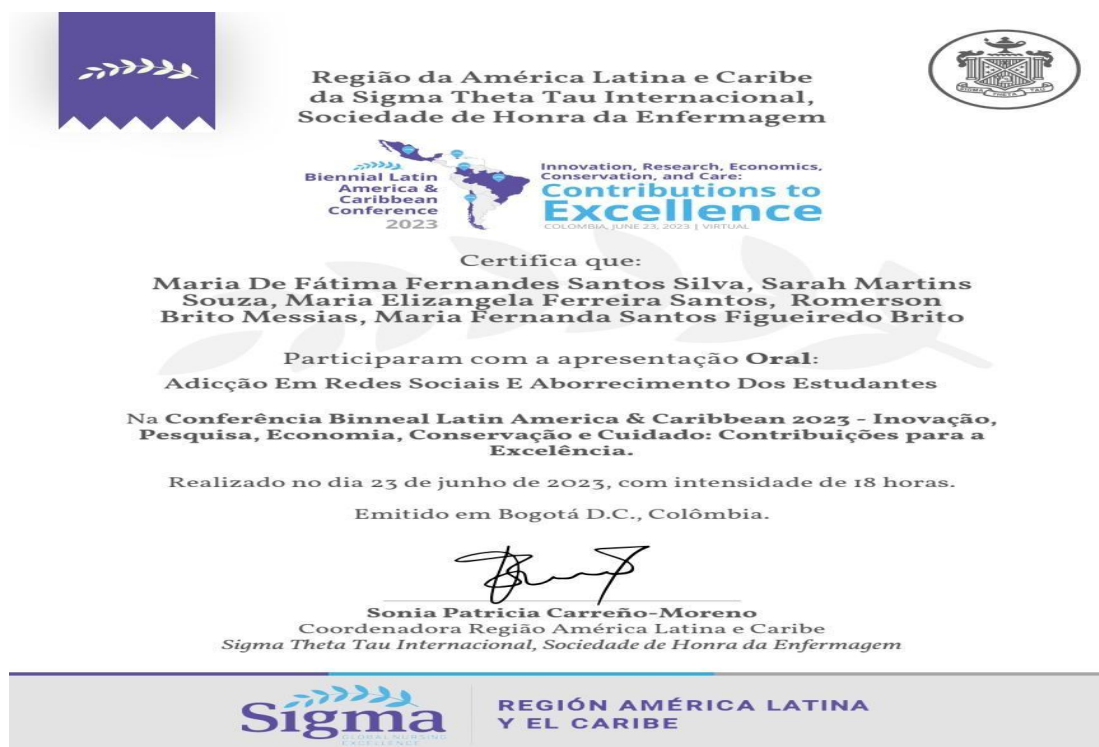 Região da América Latina e Caribe
da Sigma Theta Tau Internacional,
Sociedade de Honra da Enfermagem
SIGMA THETA TAU
Biennial Latin
America &
Caribbean
Conference
2023
Innovation, Research, Economics,
Conservation, and Care:
Contributions to
Excellence
COLOMBIA, JUNE 23, 2023 | VIRTUAL
Certifica que:
Maria De Fátima Fernandes Santos Silva, Sarah Martins
Souza, Maria Elizangela Ferreira Santos, Romerson
Brito Messias, Maria Fernanda Santos Figueiredo Brito
Participaram com a apresentação Oral:
Adicção Em Redes Sociais E Aborrecimento Dos Estudantes
Na Conferência Binneal Latin America & Caribbean 2023 - Inovação,
Pesquisa, Economia, Conservação e Cuidado: Contribuições para a
Excelência.
Realizado no dia 23 de junho de 2023, com intensidade de 18 horas.
Emitido em Bogotá D.C., Colômbia.
Sonia Patricia Carreño-Moreno
Coordenadora Região América Latina e Caribe
Sigma Theta Tau Internacional, Sociedade de Honra da Enfermagem
Sigma
GLOBAL NURSING
EXCELLENCE
REGIÓN AMÉRICA LATINA
Y EL CARIBE